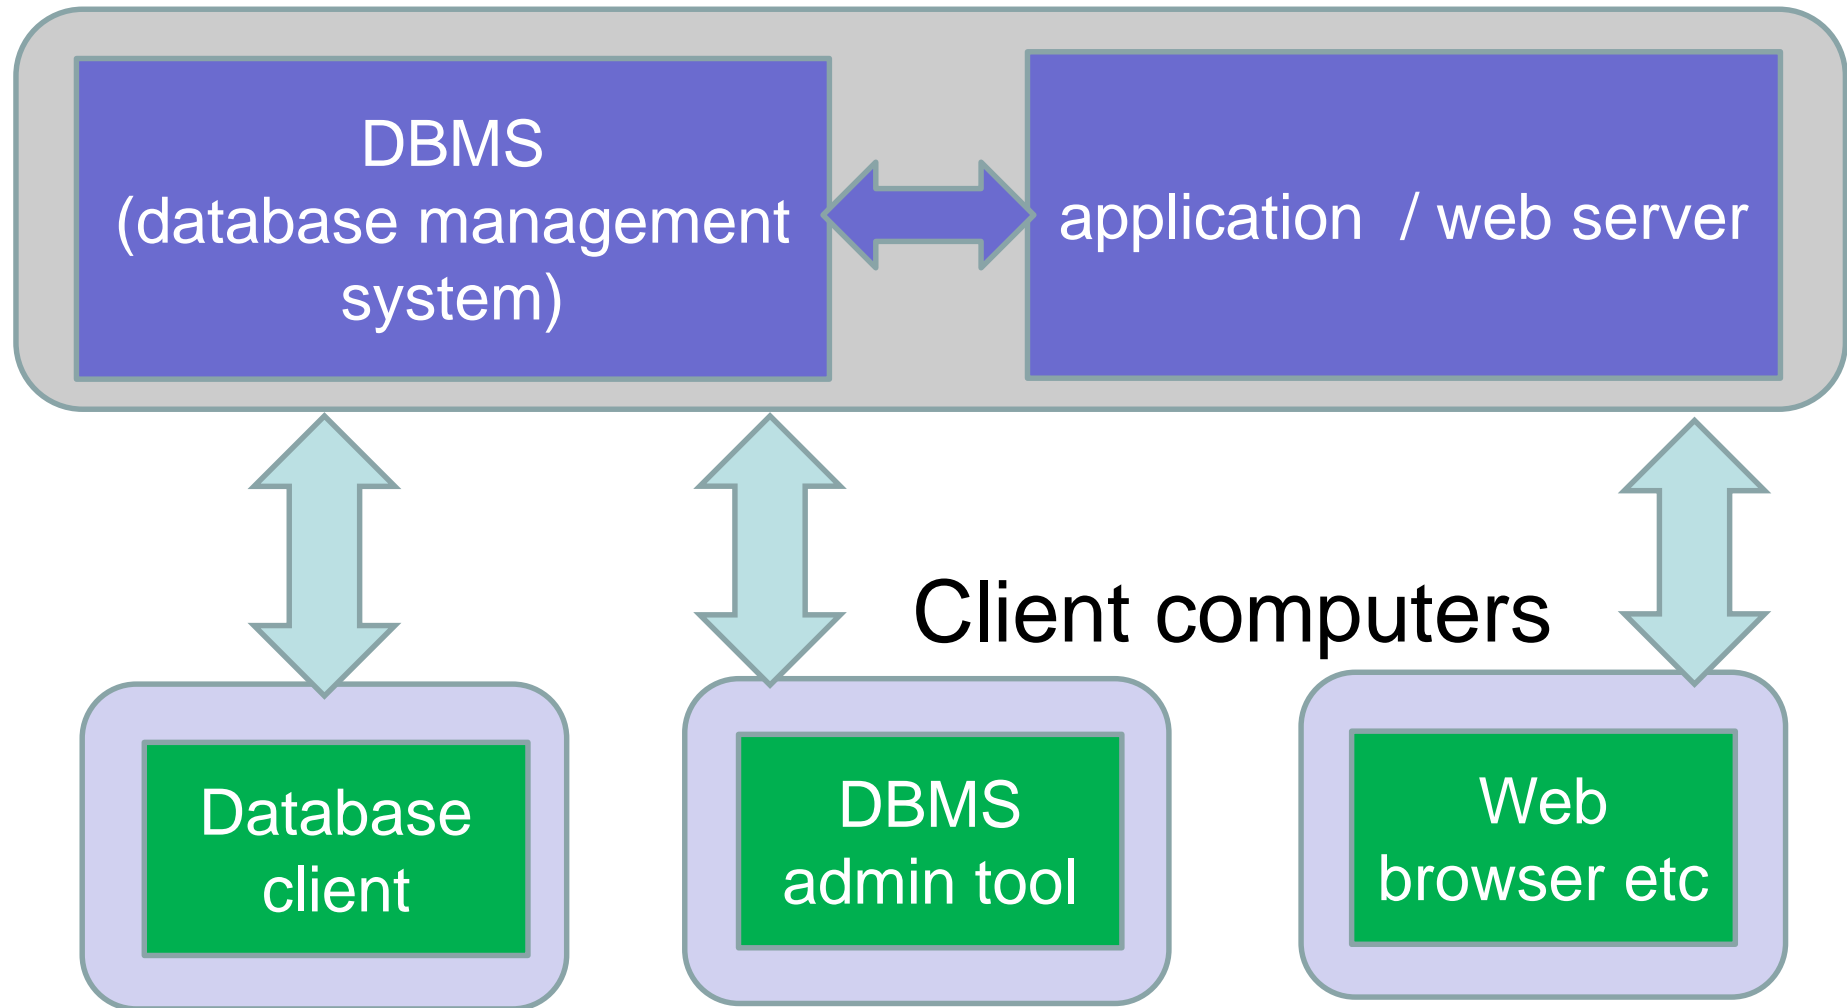 DBMS
(database management
system)
application  / web server
Client computers
Database
client
DBMS
admin tool
Web
browser etc